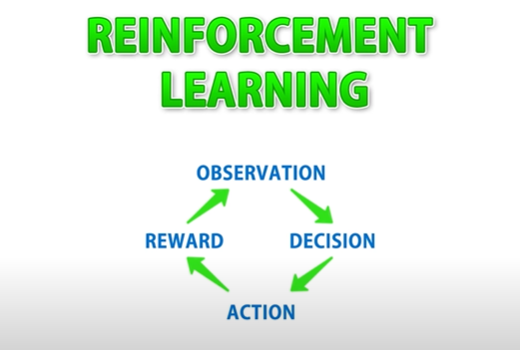 REINFORCEMENT
LEARNING
OBSERVATION
REWARD
DECISION
ACTION